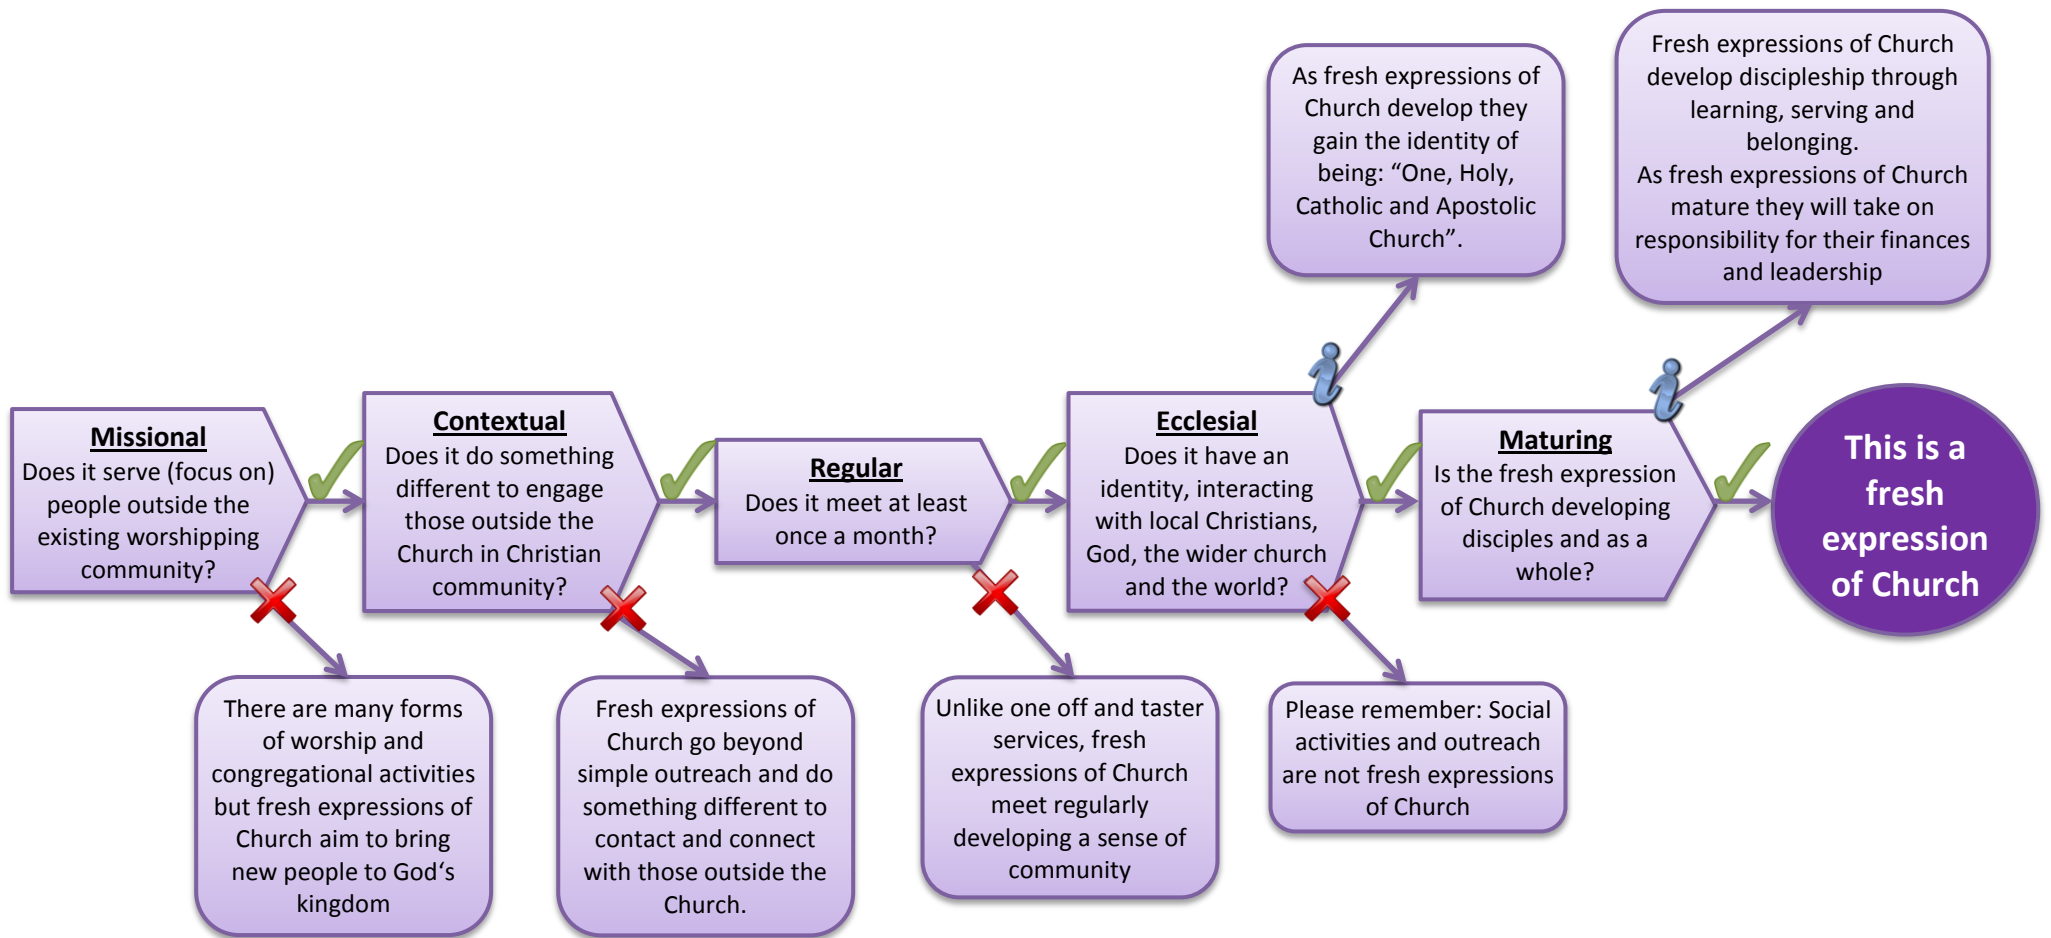 As fresh expressions of
Church develop they
gain the identity of
being: “One, Holy,
Catholic and Apostolic
Church”.
Fresh expressions of Church
develop discipleship through
learning, serving and
belonging.
As fresh expressions of Church
mature they will take on
responsibility for their finances
and leadership
Missional
Does it serve (focus on)
people outside the
existing worshipping
community?
Contextual
Does it do something
different to engage
those outside the
Church in Christian
community?
Regular
Does it meet at least
once a month?
Ecclesial
Does it have an
identity, interacting
with local Christians,
God, the wider church
and the world?
Maturing
Is the fresh expression
of Church developing
disciples and as a
whole?
This is a
fresh
expression
of Church
There are many forms
of worship and
congregational activities
but fresh expressions of
Church aim to bring
new people to God‘s
kingdom
Fresh expressions of
Church go beyond
simple outreach and do
something different to
contact and connect
with those outside the
Church.
Unlike one off and taster
services, fresh
expressions of Church
meet regularly
developing a sense of
community
Please remember: Social
activities and outreach
are not fresh expressions
of Church